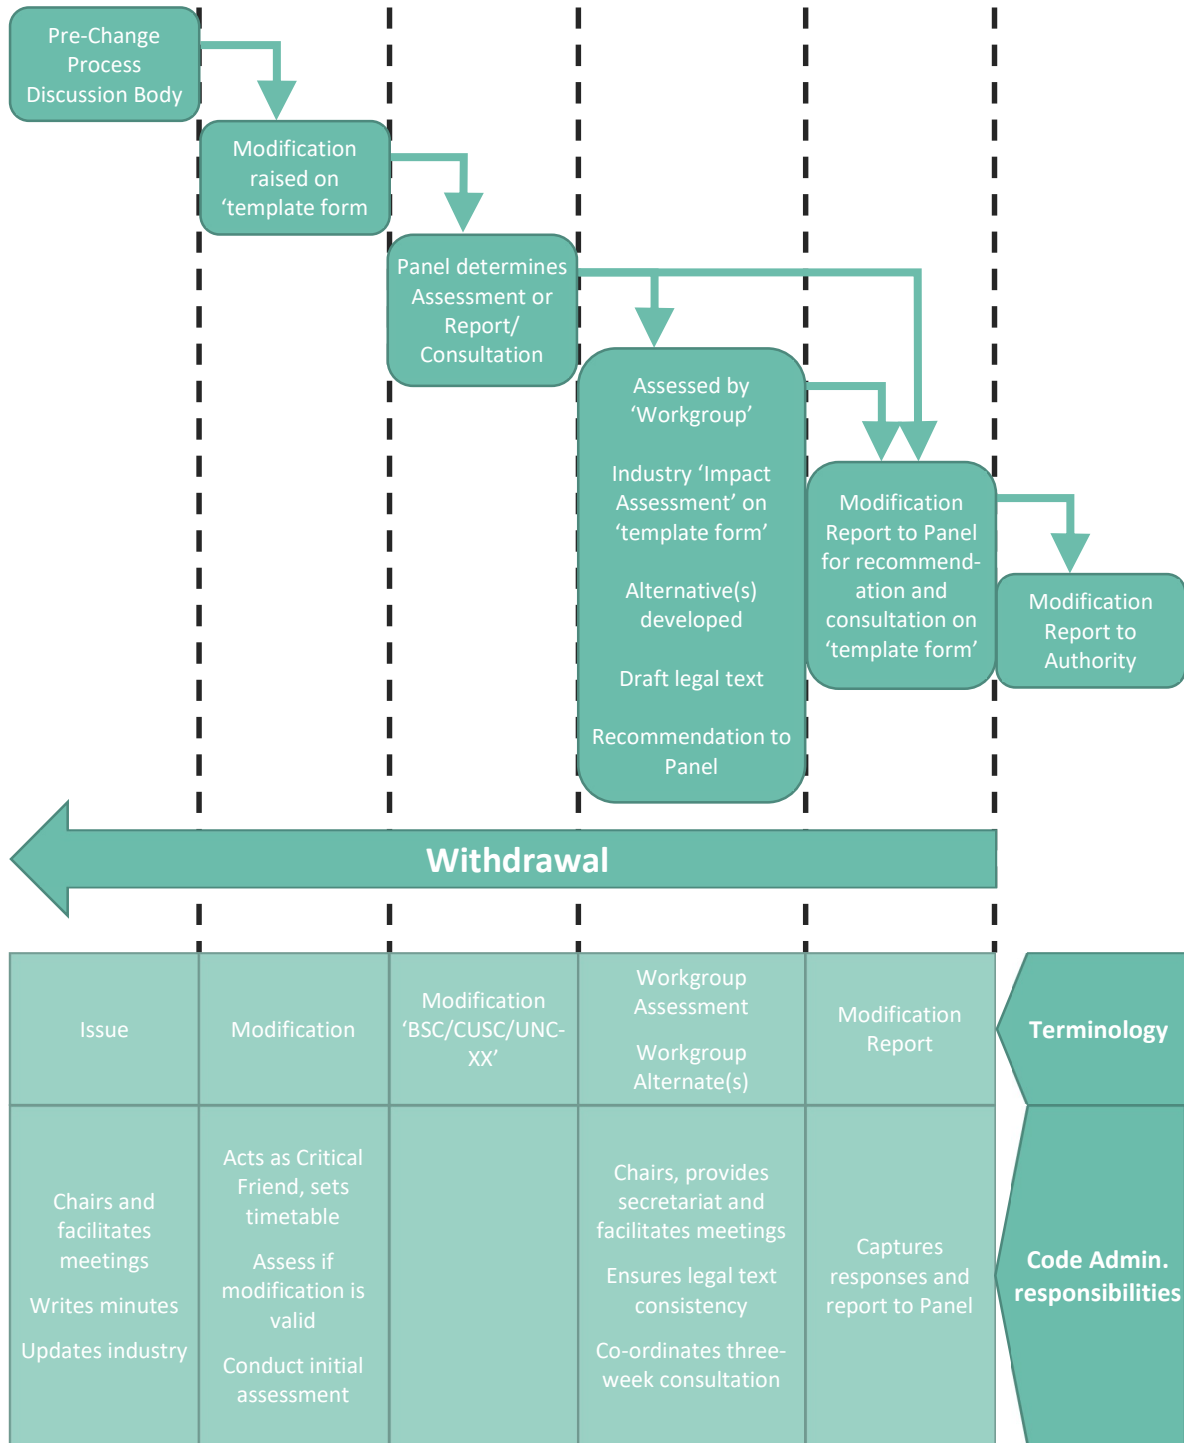 Pre-Change
Process
Discussion Body
Modification
raised on
‘template form
Panel determines
Assessment or
Report/
Consultation
Assessed by
‘Workgroup’
Industry ‘Impact
Assessment’ on
‘template form’
Alternative(s)
developed
Draft legal text
Recommendation to
Panel
Modification
Report to Panel
for recommend-
ation and
consultation on
‘template form’
Modification
Report to
Authority
Withdrawal
Issue
Modification
Modification
‘BSC/CUSC/UNC-
XX’
Workgroup
Assessment
Workgroup
Alternate(s)
Modification
Report
Terminology
Chairs and
facilitates
meetings
Writes minutes
Updates industry
Acts as Critical
Friend, sets
timetable
Assess if
modification is
valid
Conduct initial
assessment
Chairs, provides
secretariat and
facilitates meetings
Ensures legal text
consistency
Co-ordinates three-
week consultation
Captures
responses and
report to Panel
Code Admin.
responsibilities